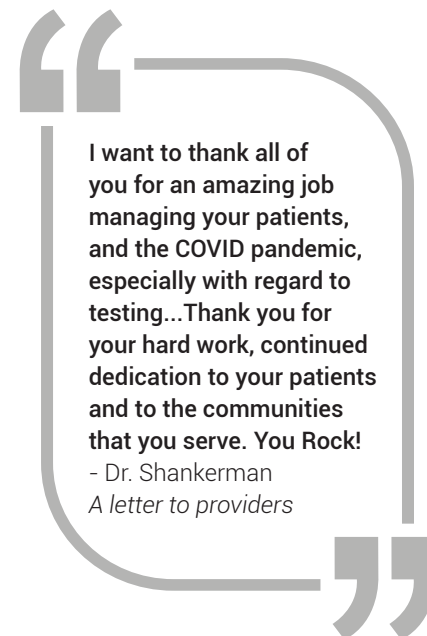 I want to thank all of
you for an amazing job
managing your patients,
and the COVID pandemic,
especially with regard to
testing...Thank you for
your hard work, continued
dedication to your patients
and to the communities
that you serve. You Rock!
- Dr. Shankerman
A letter to providers